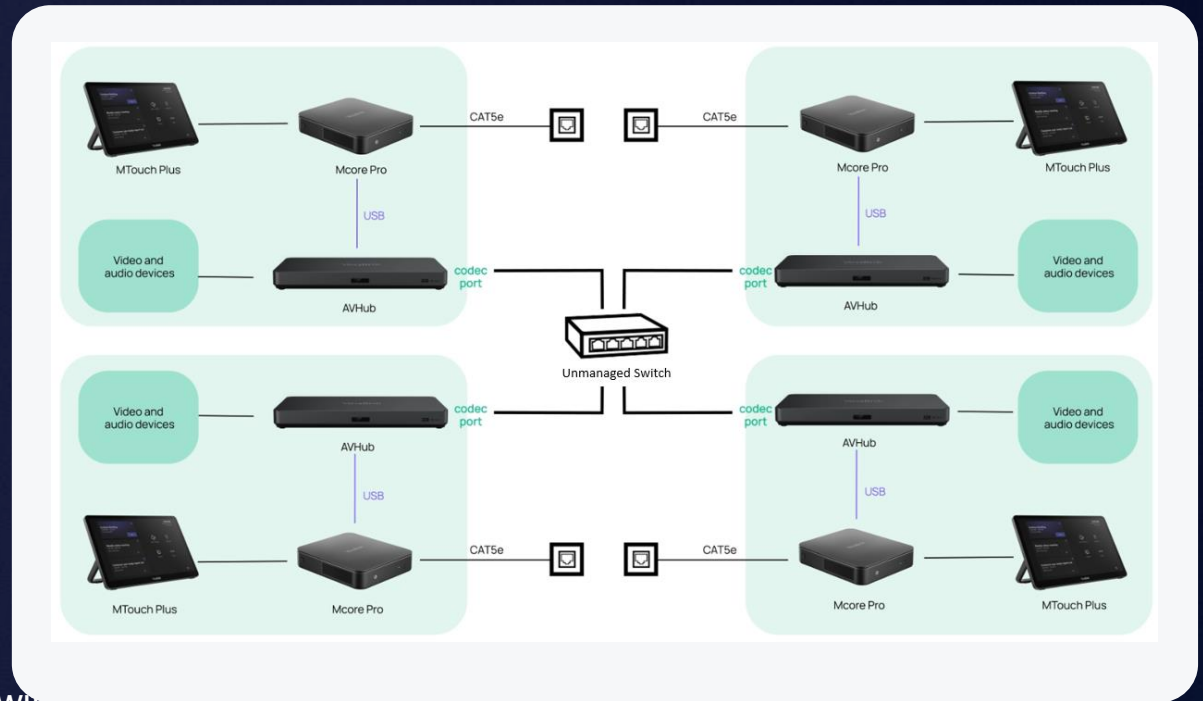 CAT5e
CAT5e
MTouch Plus
Mcore Pro
Mcore Pro
MTouch Plus
USB
USB
Video and
audio devices
codec
port
codec
port
Video and
audio devices
AVHub
AVHub
Unmanaged Switch
Video and
audio devices
codec
port
codec
port
Video and
audio devices
AVHub
AVHub
USB
USB
CAT5e
CAT5e
MTouch Plus
Mcore Pro
Mcore Pro
MTouch Plus